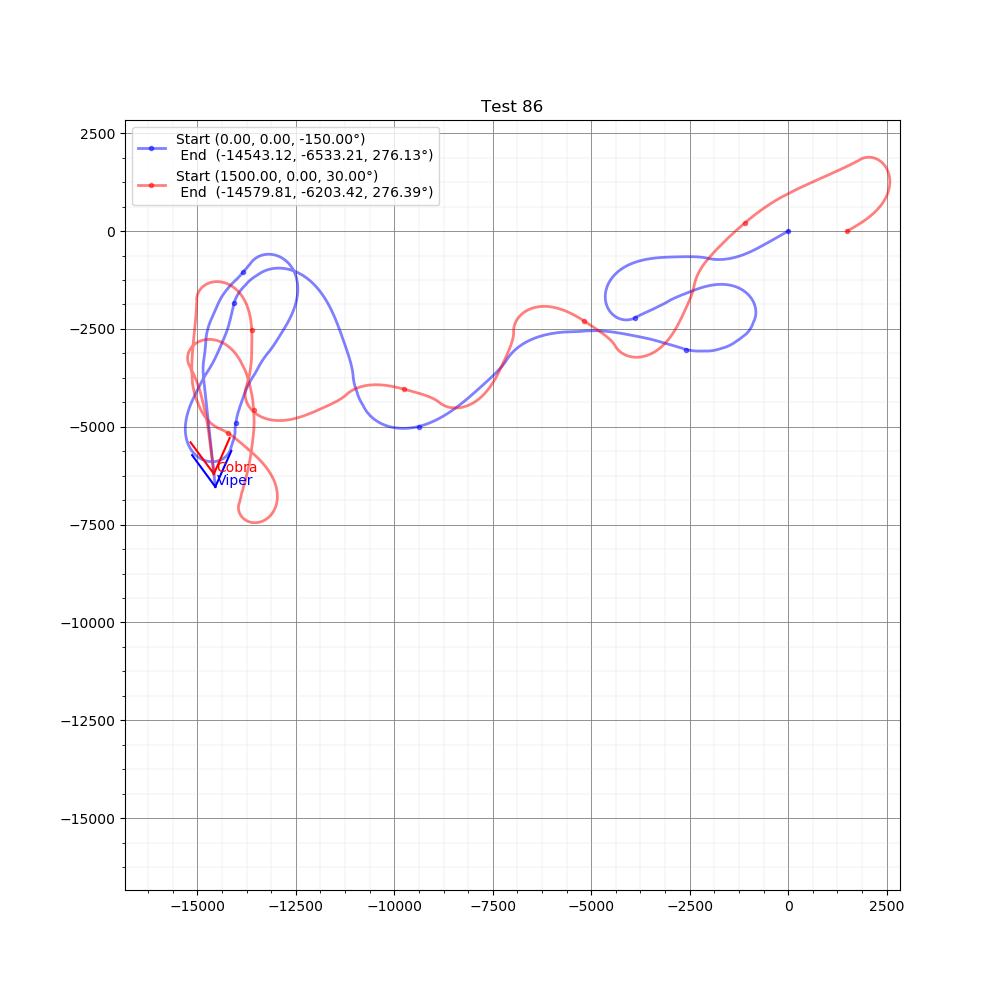 Test 86
Start (0.00, 0.00, -150.00°)
End (-14543.12, -6533.21, 276.13°)
Start (1500.00, 0.00, 30.00°)
End (-14579.81, -6203.42, 276.39°)
2500
0
−2500
−5000
−7500
−10000
−12500
−15000
Cobra
Viper
−15000 −12500 −10000 −7500 −5000 −2500 0 2500